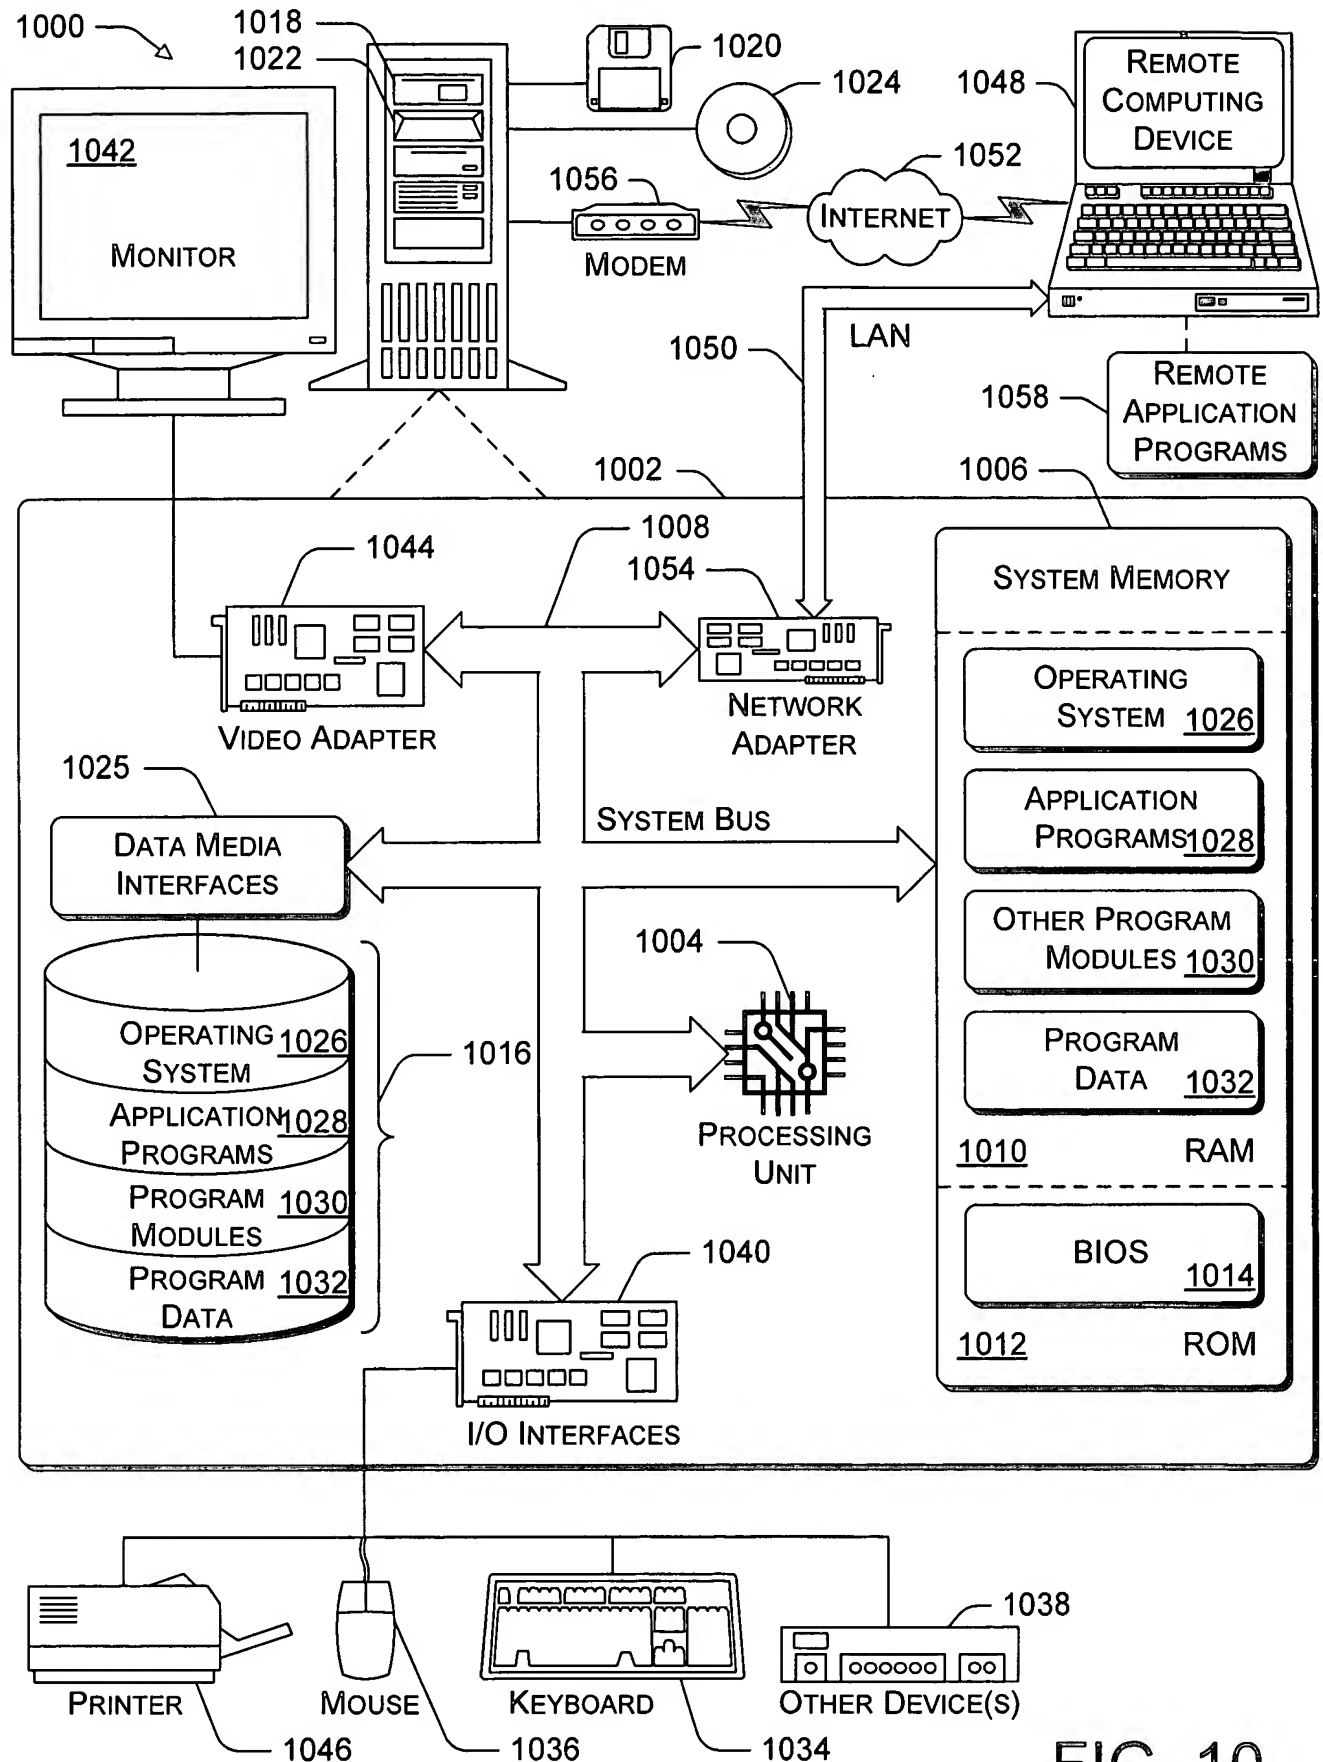 1000
1018
1022
1020
1024
1048
REMOTE
COMPUTING
DEVICE
1042
MONITOR
1056
MODEM
1052
INTERNET
1050
LAN
1058
REMOTE
APPLICATION
PROGRAMS
1002
1006
1044
1008
1054
VIDEO ADAPTER
NETWORK
ADAPTER
SYSTEM MEMORY
OPERATING
SYSTEM 1026
APPLICATION
PROGRAMS 1028
OTHER PROGRAM
MODULES 1030
PROGRAM
DATA 1032
1010 RAM
BIOS
1014
1012 ROM
1025
DATA MEDIA
INTERFACES
SYSTEM BUS
1004
PROCESSING
UNIT
OPERATING 1026
SYSTEM
APPLICATION 1028
PROGRAMS
PROGRAM 1030
MODULES
PROGRAM 1032
DATA
1016
1040
I/O INTERFACES
1038
PRINTER
MOUSE
KEYBOARD
OTHER DEVICE(S)
1046
1036
1034
FIG. 10